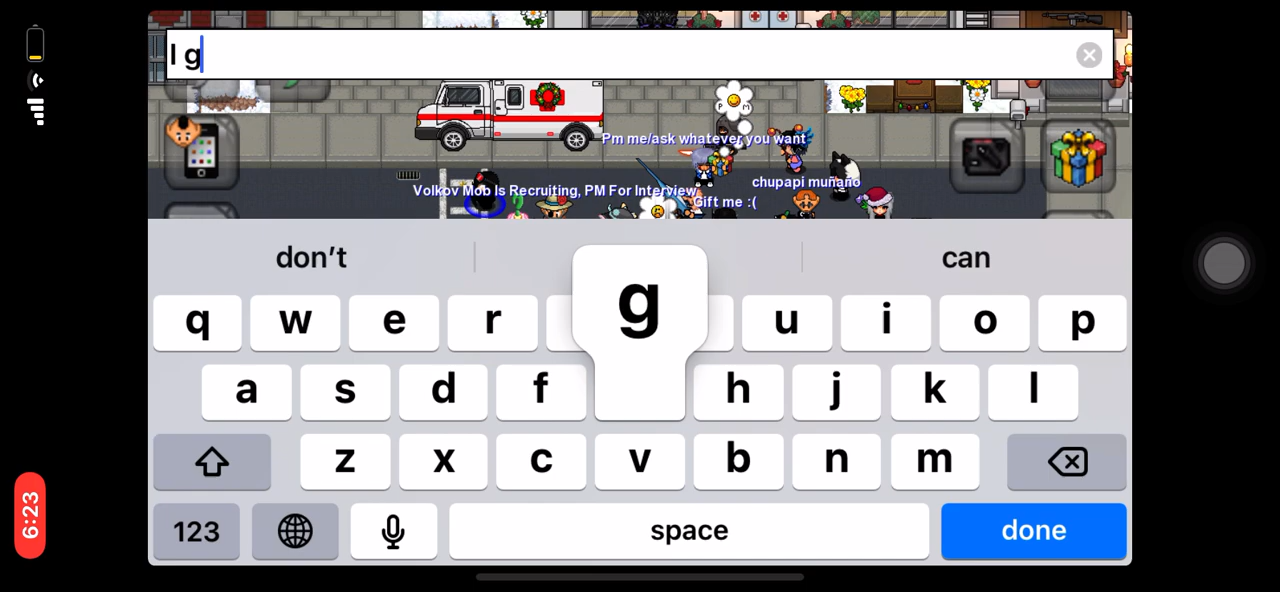 I g
Pm me/ask whatever you want
chupapi muñaño
Volkov Mob Is Recruiting, PM For Interview
Gift me :(
don't
can
g
q w e r u i o p
a s d f h j k l
z x c v b n m
123
space
done
6:23